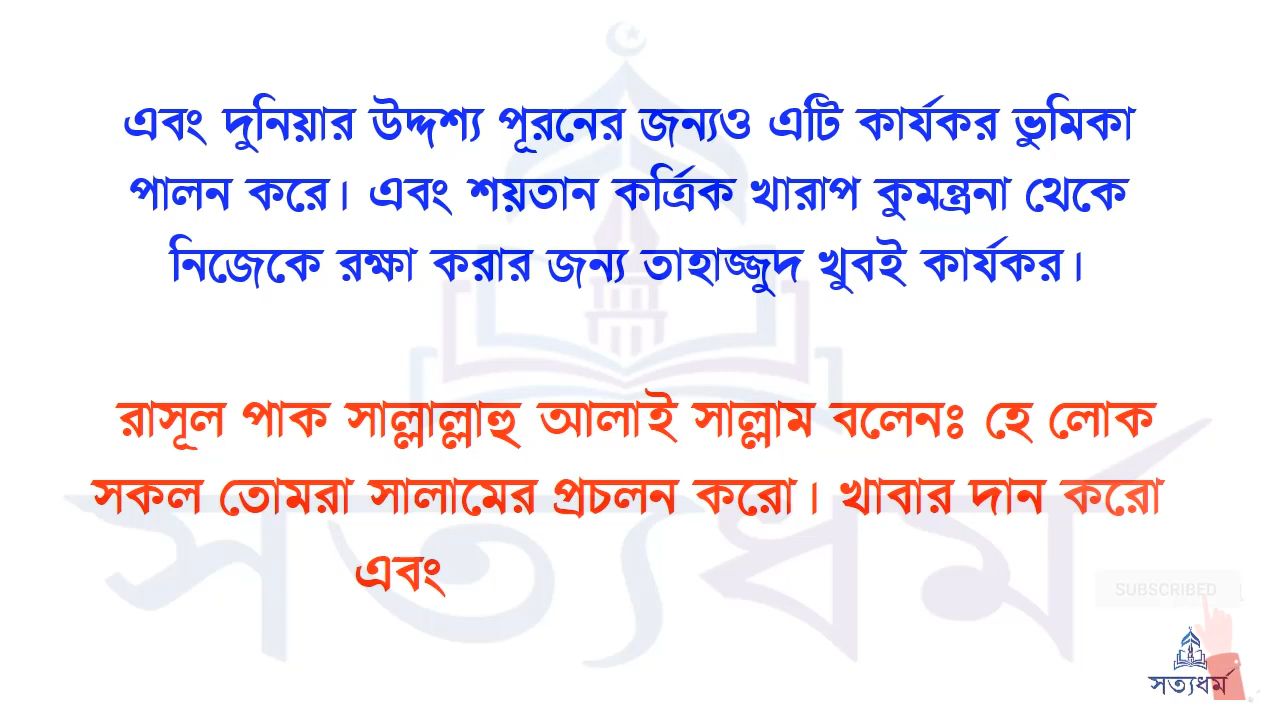 এবং দুনিয়ার উদ্দশ্য পূরনের জন্যও এটি কার্যকর ভুমিকা
পালন করে। এবং শয়তান কর্ত্রিক খারাপ কুমন্ত্রনা থেকে
নিজেকে রক্ষা করার জন্য তাহাজ্জুদ খুবই কার্যকর।
রাসূল পাক সাল্লাল্লাহু আলাই সাল্লাম বলেনঃ হে লোক
সকল তোমরা সালামের প্রচলন করো। খাবার দান করো
এবং
সত্যধর্ম
SUBSCRIBED
সত্যধর্ম